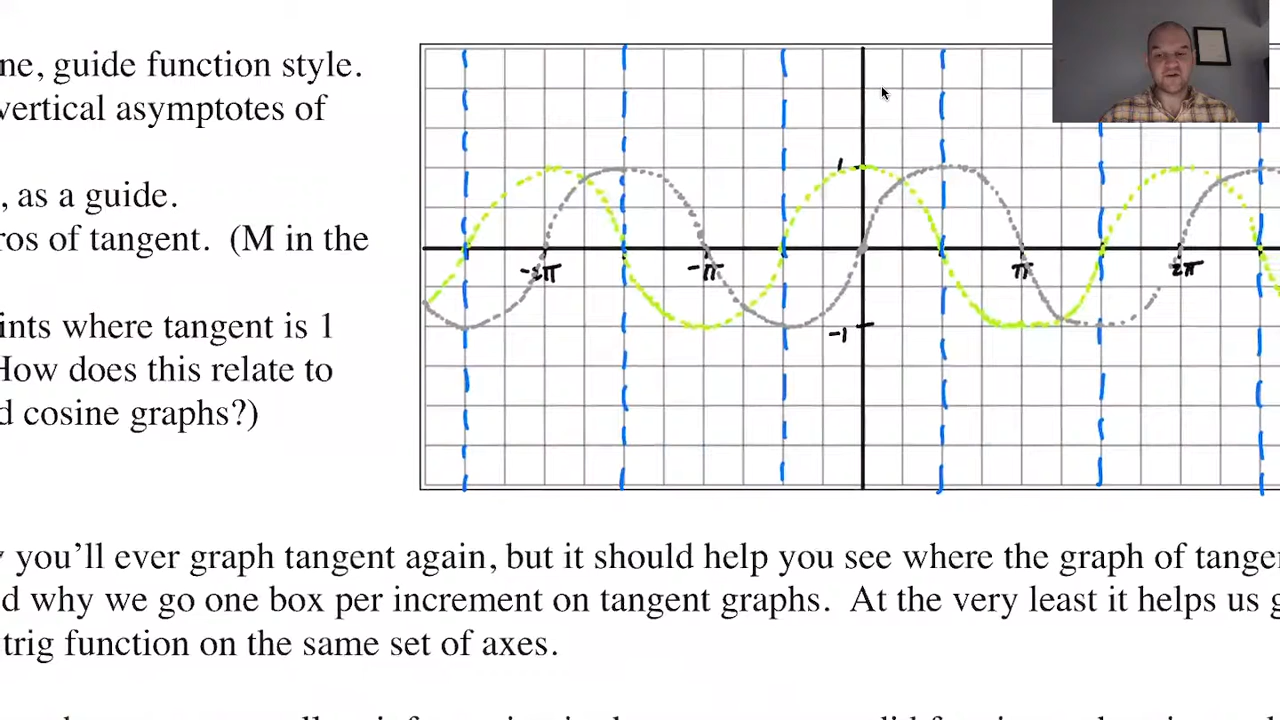 ne, guide function style.
vertical asymptotes of
, as a guide.
ros of tangent. (M in the
ints where tangent is 1
How does this relate to
d cosine graphs?)
1
-2π -π π 2π
-1
y you'll ever graph tangent again, but it should help you see where the graph of tange
d why we go one box per increment on tangent graphs. At the very least it helps us g
trig function on the same set of axes.